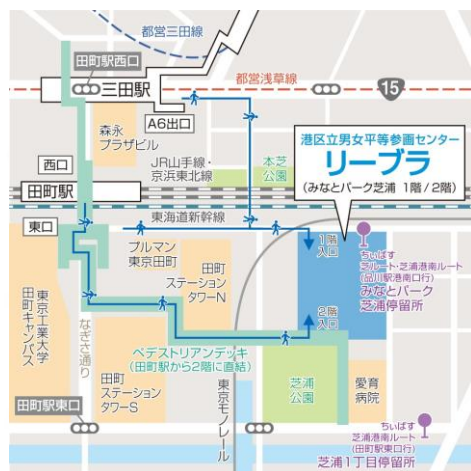 都営三田線
田町駅西口
都営浅草線
三田駅
15
A6出口
森永
プラザビル
港区立男女平等参画センター
リーブラ
(みなとパーク芝浦 1階/2階)
西口
JR山手線・
京浜東北線
本芝
公園
田町駅
東海道新幹線
東口
プルマン
東京田町
1階
入口
ちぃばす
芝ルート・芝浦港南ルート
(品川駅港南口行)
みなとパーク
芝浦停留所
田町
ステーション
タワーN
東京工業大学
田町キャンパス
なぎさ通り
2階
入口
ペデストリアンデッキ
(田町駅から2階に直結)
田町
ステーション
タワーS
東京モノレール
芝浦
公園
愛育
病院
田町駅東口
ちぃばす
芝浦港南ルート
(田町駅東口行)
芝浦1丁目停留所